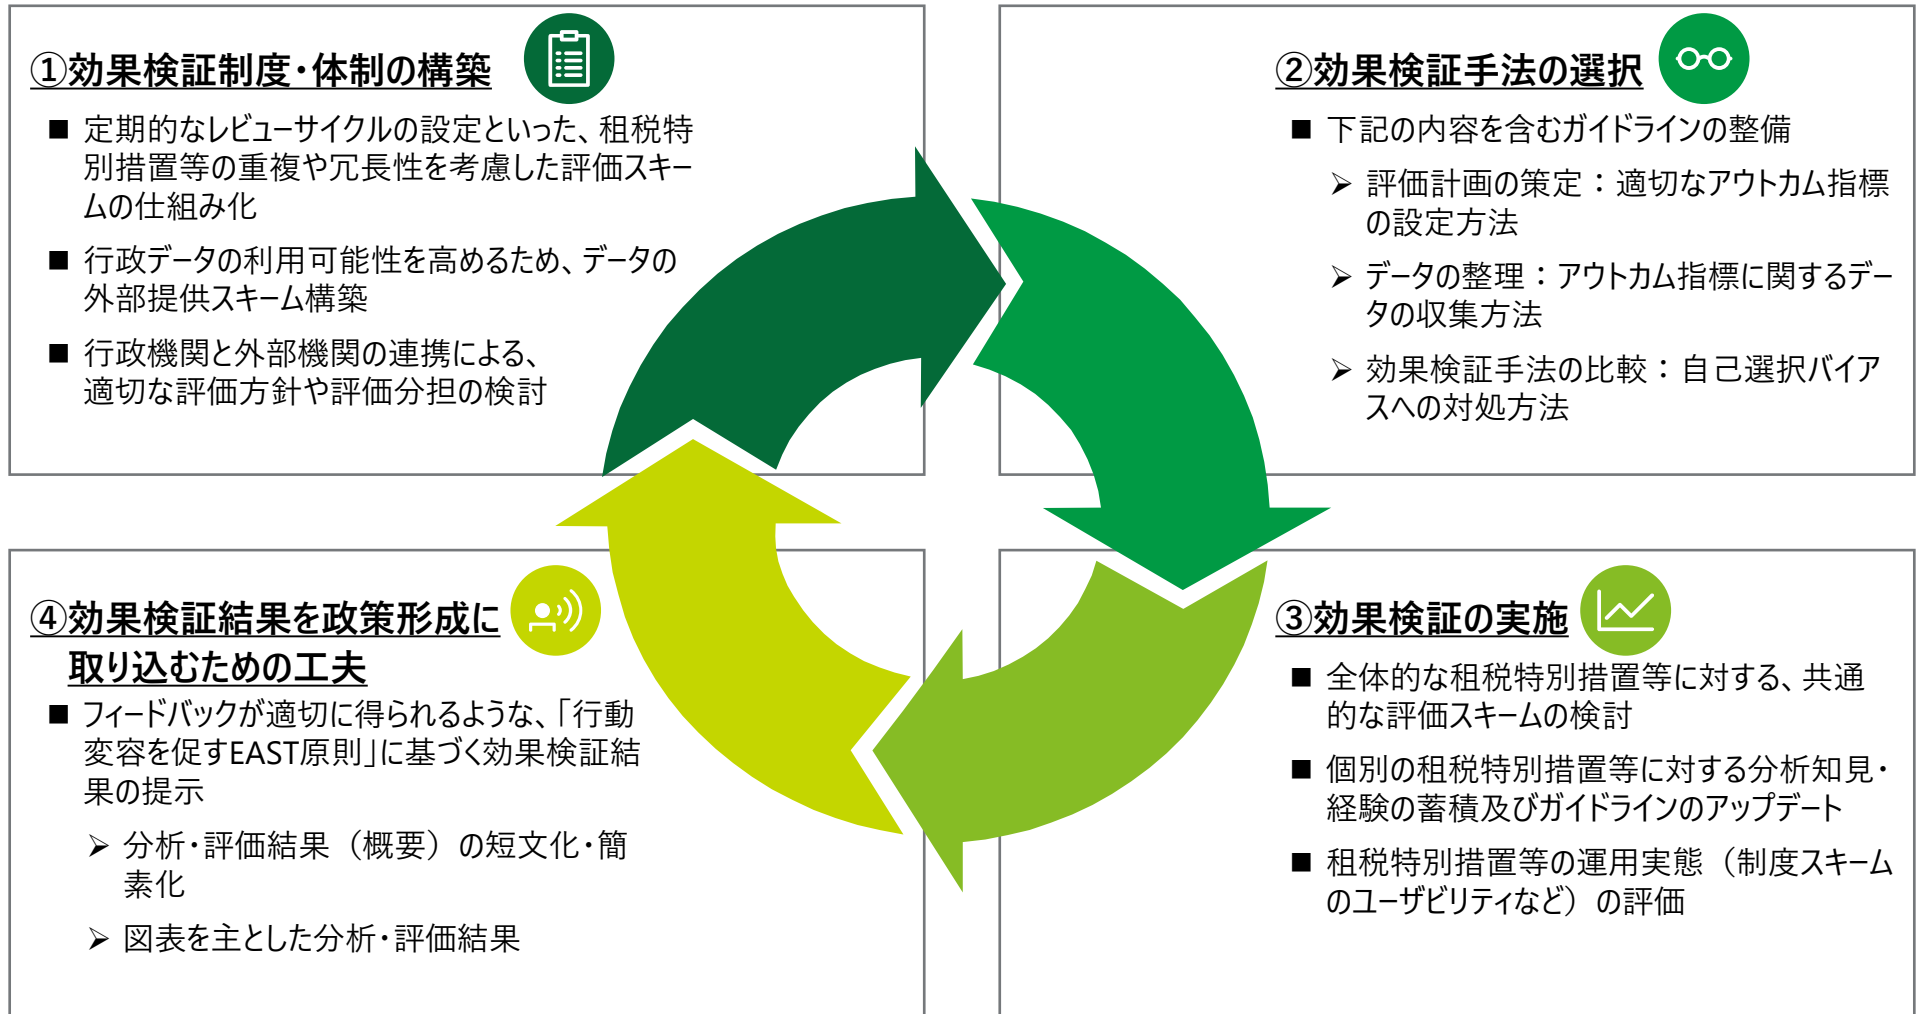 ①効果検証制度・体制の構築
■ 定期的なレビューサイクルの設定といった、租税特
別措置等の重複や冗長性を考慮した評価スキー
ムの仕組み化
■ 行政データの利用可能性を高めるため、データの
外部提供スキーム構築
■ 行政機関と外部機関の連携による、
適切な評価方針や評価分担の検討
②効果検証手法の選択
■ 下記の内容を含むガイドラインの整備
➢ 評価計画の策定：適切なアウトカム指標
の設定方法
➢ データの整理：アウトカム指標に関するデー
タの収集方法
➢ 効果検証手法の比較：自己選択バイア
スへの対処方法
③効果検証の実施
■ 全体的な租税特別措置等に対する、共通
的な評価スキームの検討
■ 個別の租税特別措置等に対する分析知見・
経験の蓄積及びガイドラインのアップデート
■ 租税特別措置等の運用実態（制度スキーム
のユーザビリティなど）の評価
④効果検証結果を政策形成に
取り込むための工夫
■ フィードバックが適切に得られるような、「行動
変容を促すEAST原則」に基づく効果検証結
果の提示
➢ 分析・評価結果（概要）の短文化・簡
素化
➢ 図表を主とした分析・評価結果